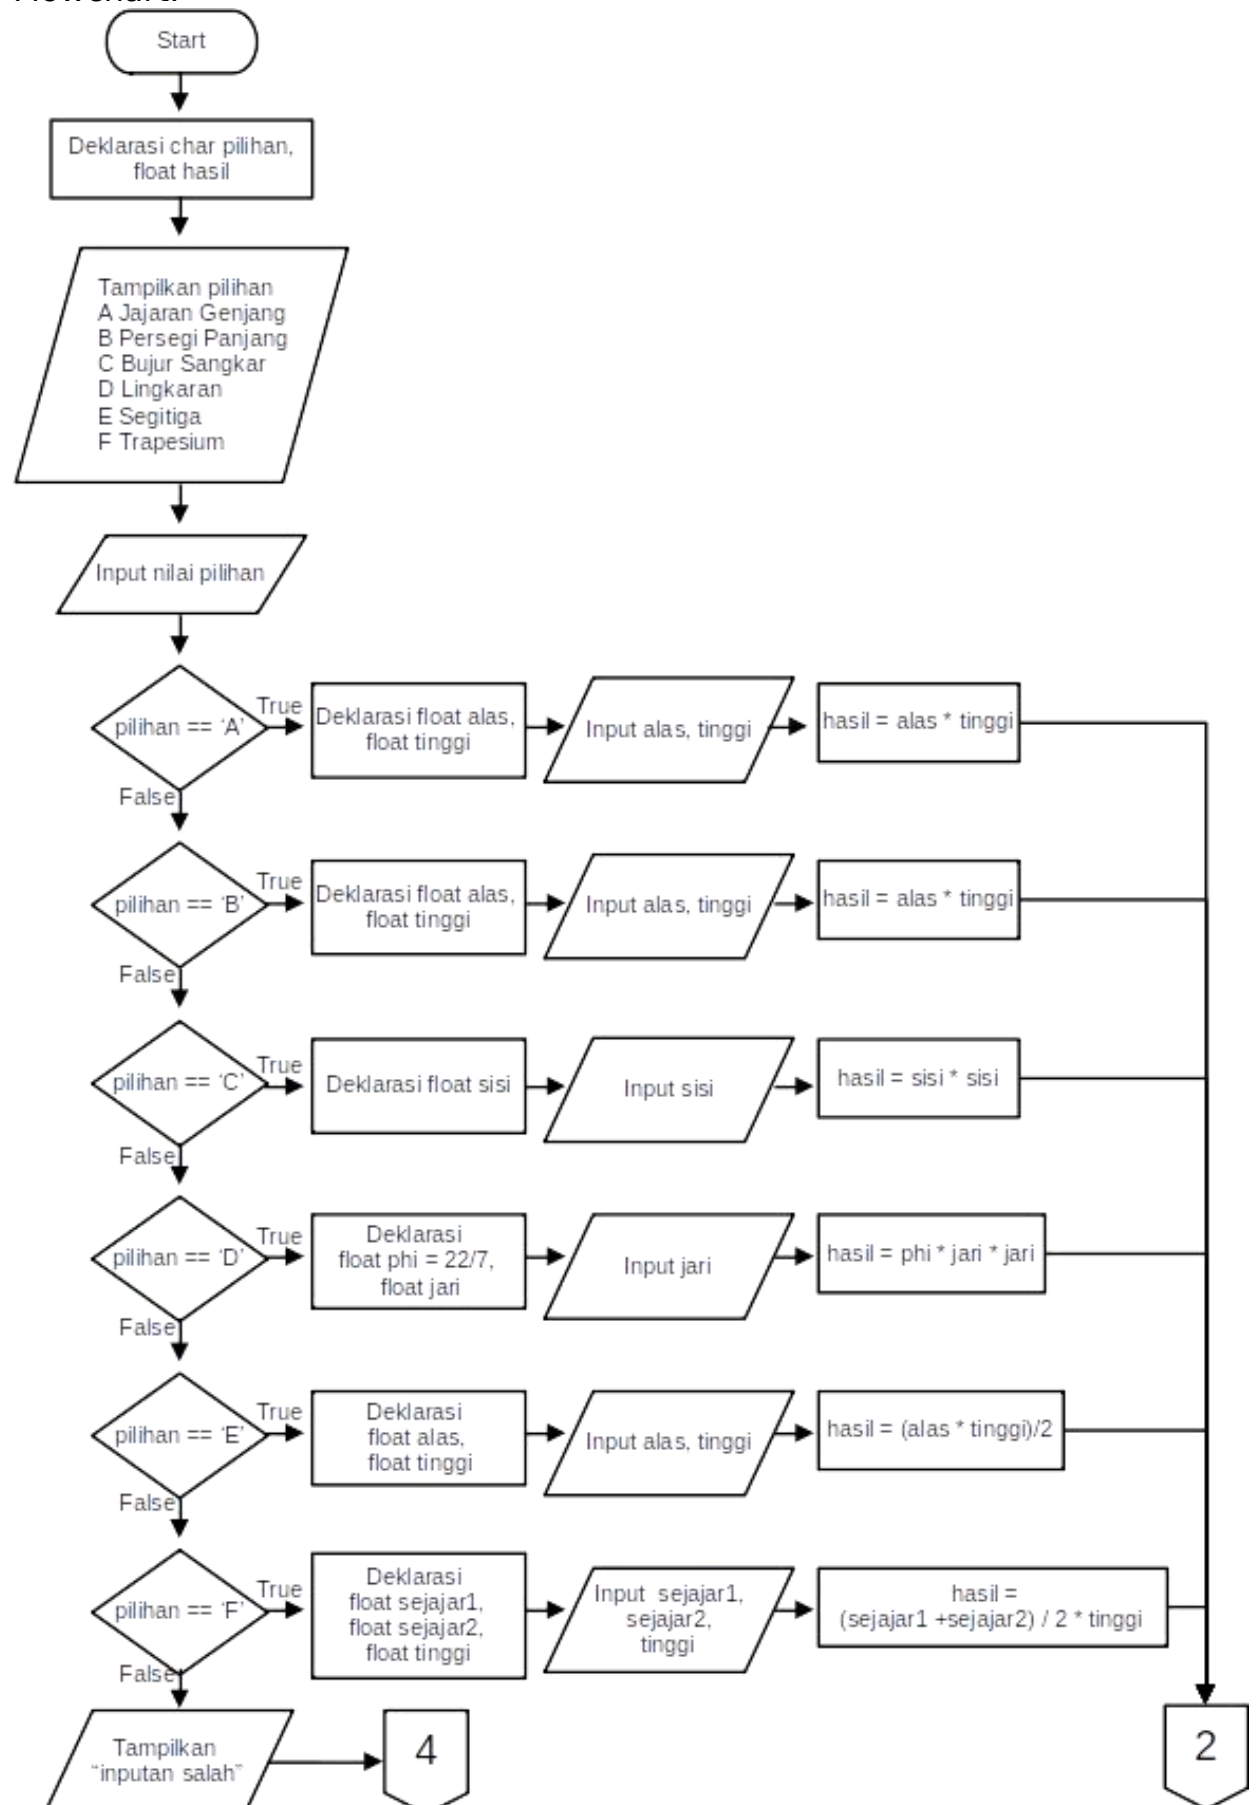 Flowchart:
Start
Deklarasi char pilihan,
float hasil
Tampilkan pilihan
A Jajaran Genjang
B Persegi Panjang
C Bujur Sangkar
D Lingkaran
E Segitiga
F Trapesium
Input nilai pilihan
pilihan == ‘A’
True
Deklarasi float alas,
float tinggi
Input alas, tinggi
hasil = alas * tinggi
False
pilihan == ‘B’
True
Deklarasi float alas,
float tinggi
Input alas, tinggi
hasil = alas * tinggi
False
pilihan == ‘C’
True
Deklarasi float sisi
Input sisi
hasil = sisi * sisi
False
pilihan == ‘D’
True
Deklarasi
float phi = 22/7,
float jari
Input jari
hasil = phi * jari * jari
False
pilihan == ‘E’
True
Deklarasi
float alas,
float tinggi
Input alas, tinggi
hasil = (alas * tinggi)/2
False
pilihan == ‘F’
True
Deklarasi
float sejajar1,
float sejajar2,
float tinggi
Input sejajar1,
sejajar2,
tinggi
hasil =
(sejajar1 +sejajar2) / 2 * tinggi
False
Tampilkan
“inputan salah”
4
2